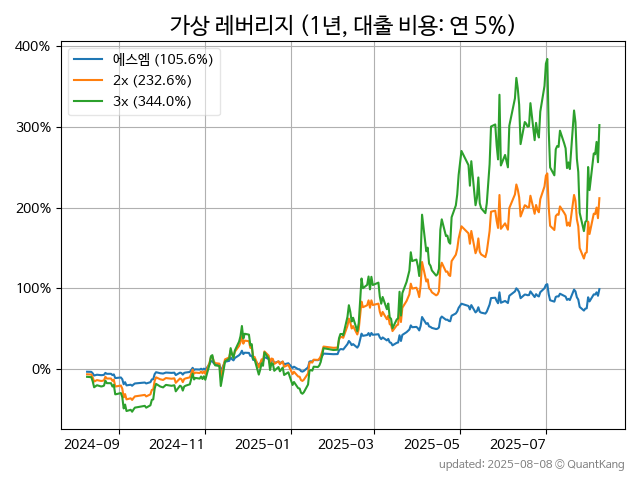 가상 레버리지 (1년, 대출 비용: 연 5%)
400%
300%
200%
100%
0%
에스엠 (105.6%)
2x (232.6%)
3x (344.0%)
2024-09
2024-11
2025-01
2025-03
2025-05
2025-07
updated: 2025-08-08 © QuantKang